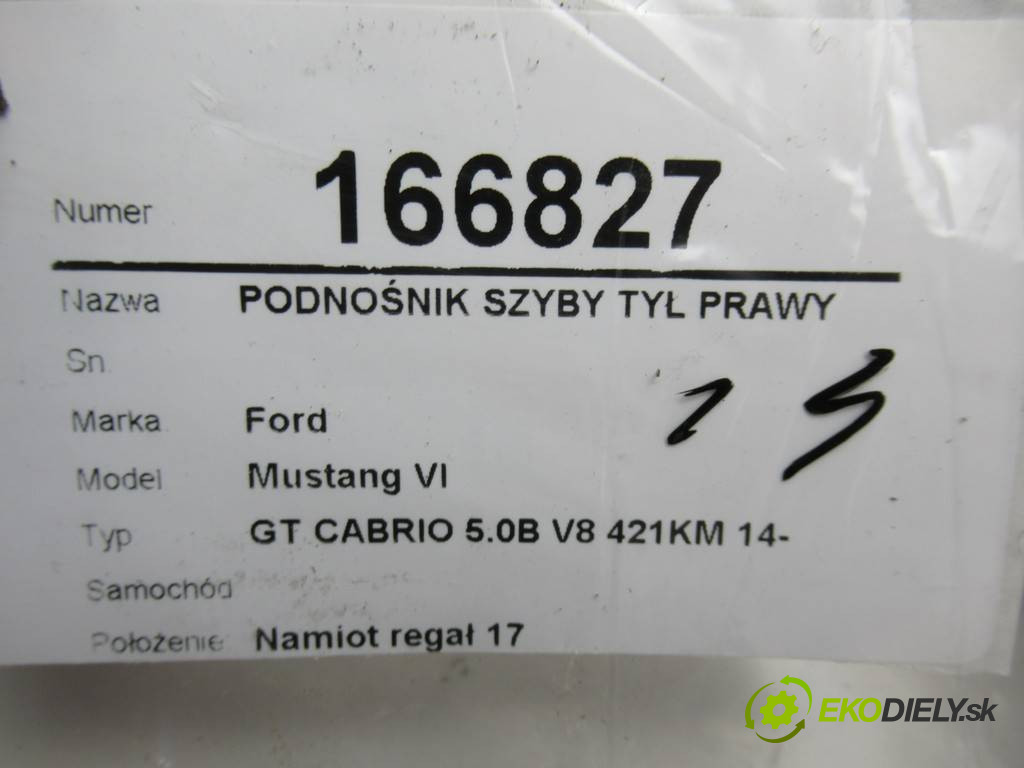 Numer 166827
Nazwa PODNOŚNIK SZYBY TYŁ PRAWY
Sn.
Marka Ford
Model Mustang VI
Typ GT CABRIO 5.0B V8 421KM 14-
Samochód
Położenie Namiot regał 17
EKODIELY.sk